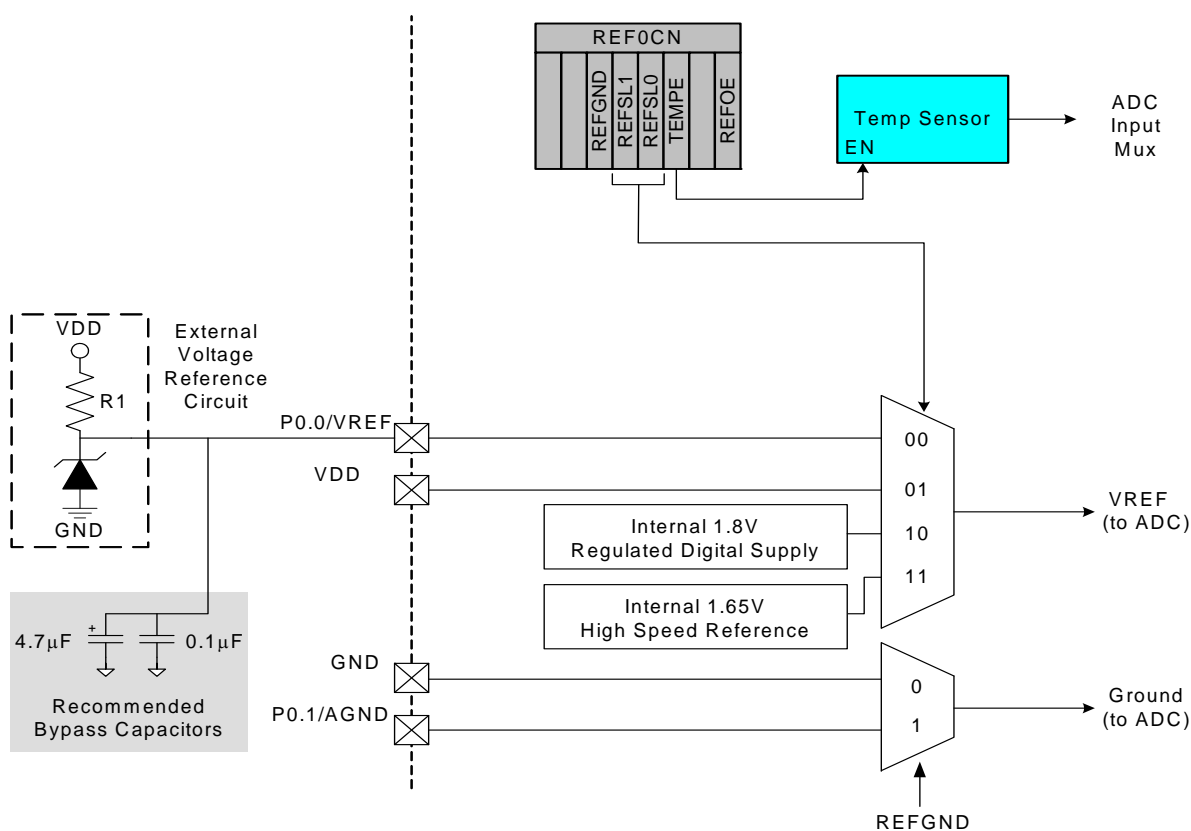 REF0CN
REFGND
REFSL1
REFSL0
TEMPE
REFOE
Temp Sensor
EN
ADC
Input
Mux
VDD
R1
GND
External
Voltage
Reference
Circuit
P0.0/VREF
VDD
00
01
10
11
Internal 1.8V
Regulated Digital Supply
Internal 1.65V
High Speed Reference
VREF
(to ADC)
4.7µF
+
0.1µF
Recommended
Bypass Capacitors
GND
P0.1/AGND
0
1
Ground
(to ADC)
REFGND